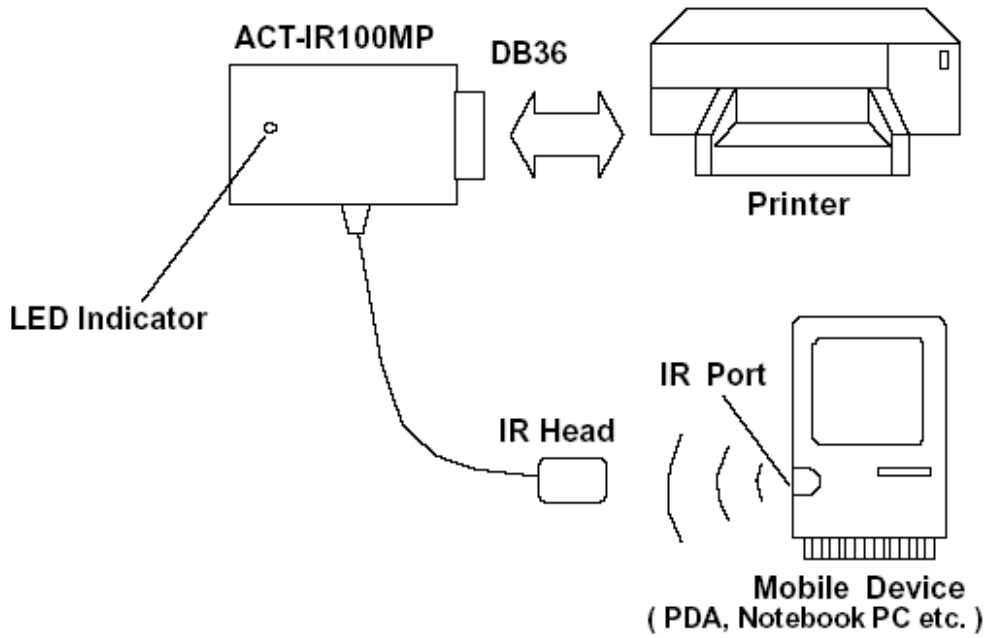 ACT-IR100MP
DB36
Printer
LED Indicator
IR Port
IR Head
Mobile Device
( PDA, Notebook PC etc. )